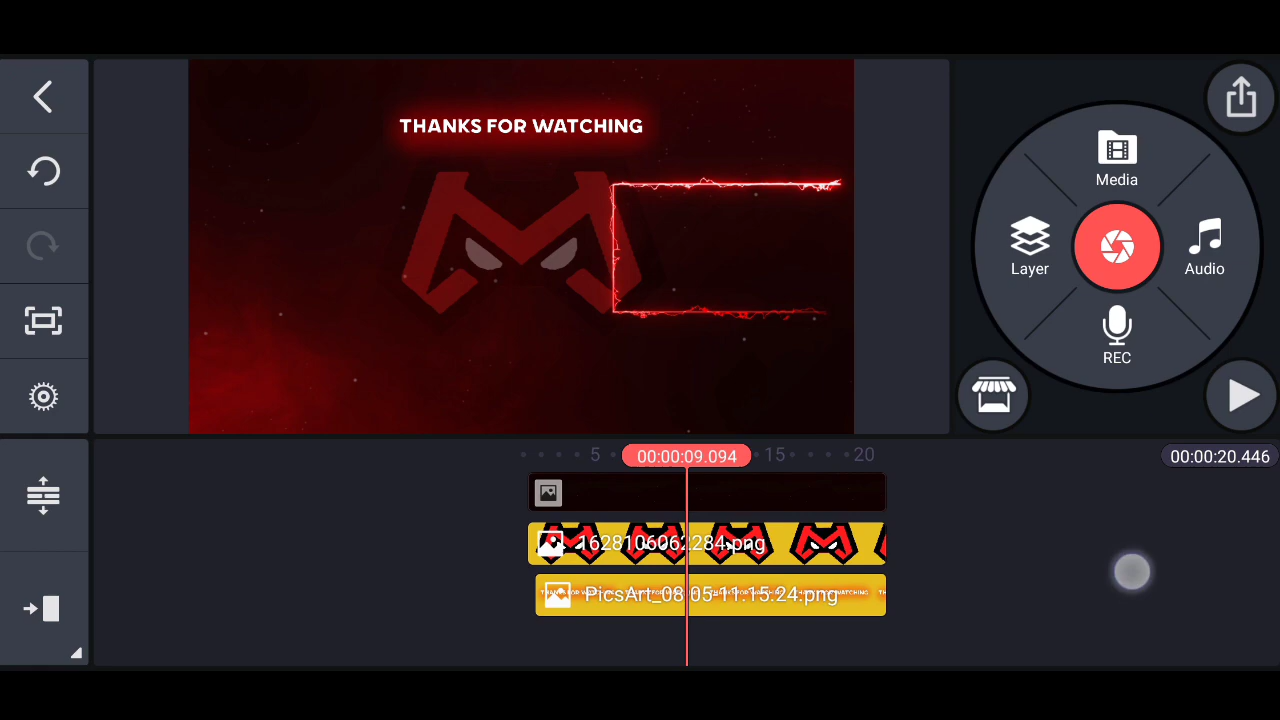 THANKS FOR WATCHING
Media
Layer
Audio
REC
5
00:00:09.094
15
20
00:00:20.446
1628106062284.png
PicsArt_08-05-11.15.24.png